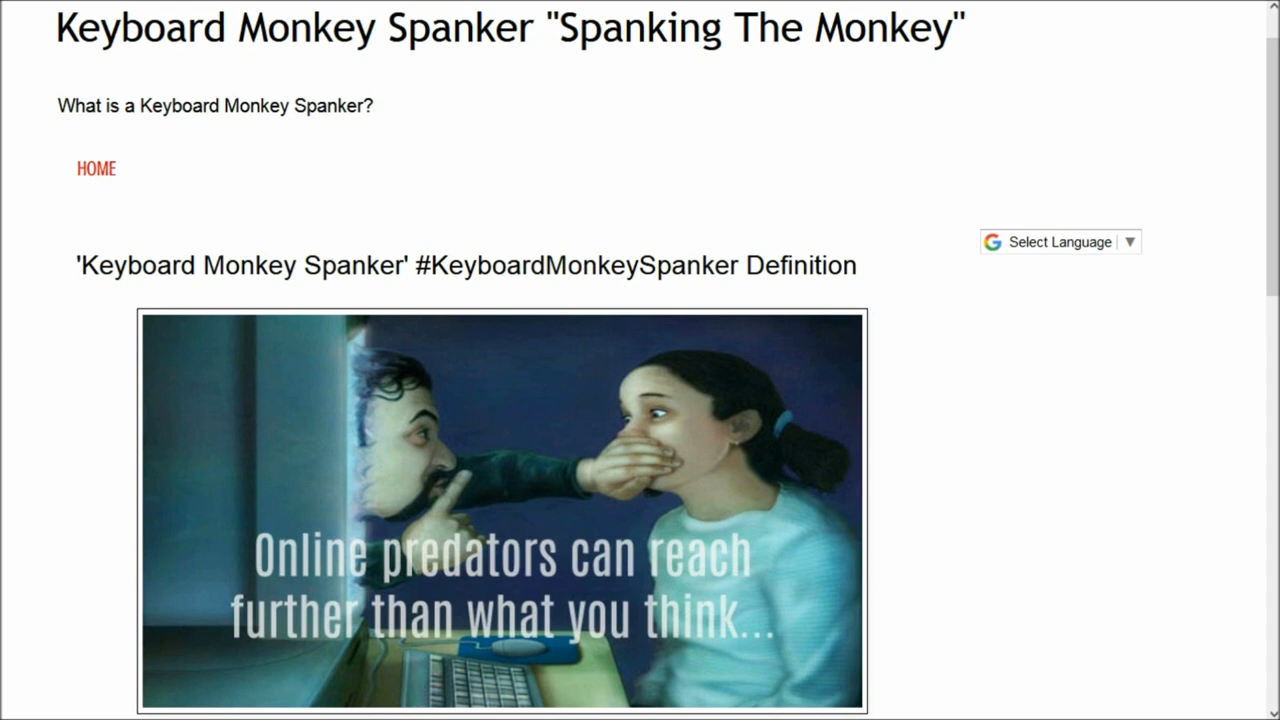 Keyboard Monkey Spanker "Spanking The Monkey"
What is a Keyboard Monkey Spanker?
HOME
Select Language ▼
'Keyboard Monkey Spanker' #KeyboardMonkeySpanker Definition
Online predators can reach
further than what you think...